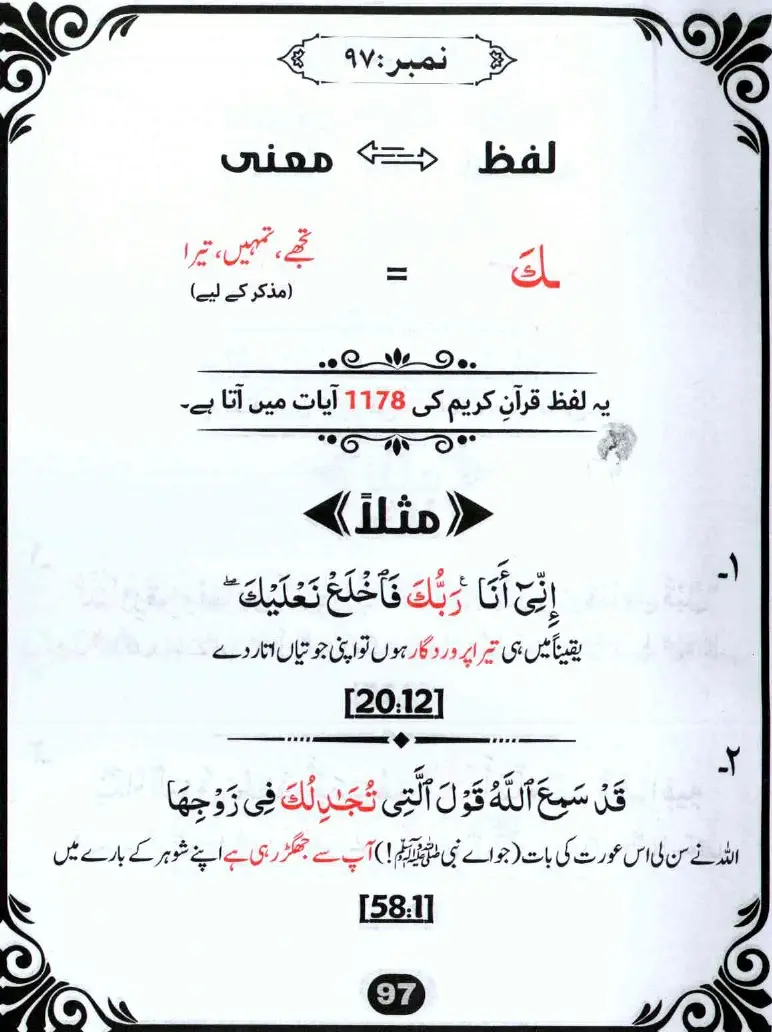 نمبر:۹۷
لفظ ⇐⇒ معنی
ـكَ = تجھے، تمہیں، تیرا
(مذکر کے لیے)
یہ لفظ قرآنِ کریم کی 1178 آیات میں آتا ہے۔
مثلاً
۱۔
إِنِّىٓ أَنَا۠ رَبُّكَ فَٱخْلَعْ نَعْلَيْكَ ۖ
یقیناً میں ہی تیرا پروردگار ہوں تو اپنی جوتیاں اتار دے
[20:12]
۲۔
قَدْ سَمِعَ ٱللَّهُ قَوْلَ ٱلَّتِى تُجَـٰدِلُكَ فِى زَوْجِهَا
اللہ نے سن لی اس عورت کی بات (جو اے نبی ﷺ!) آپ سے جھگڑ رہی ہے اپنے شوہر کے بارے میں
[58:1]
97